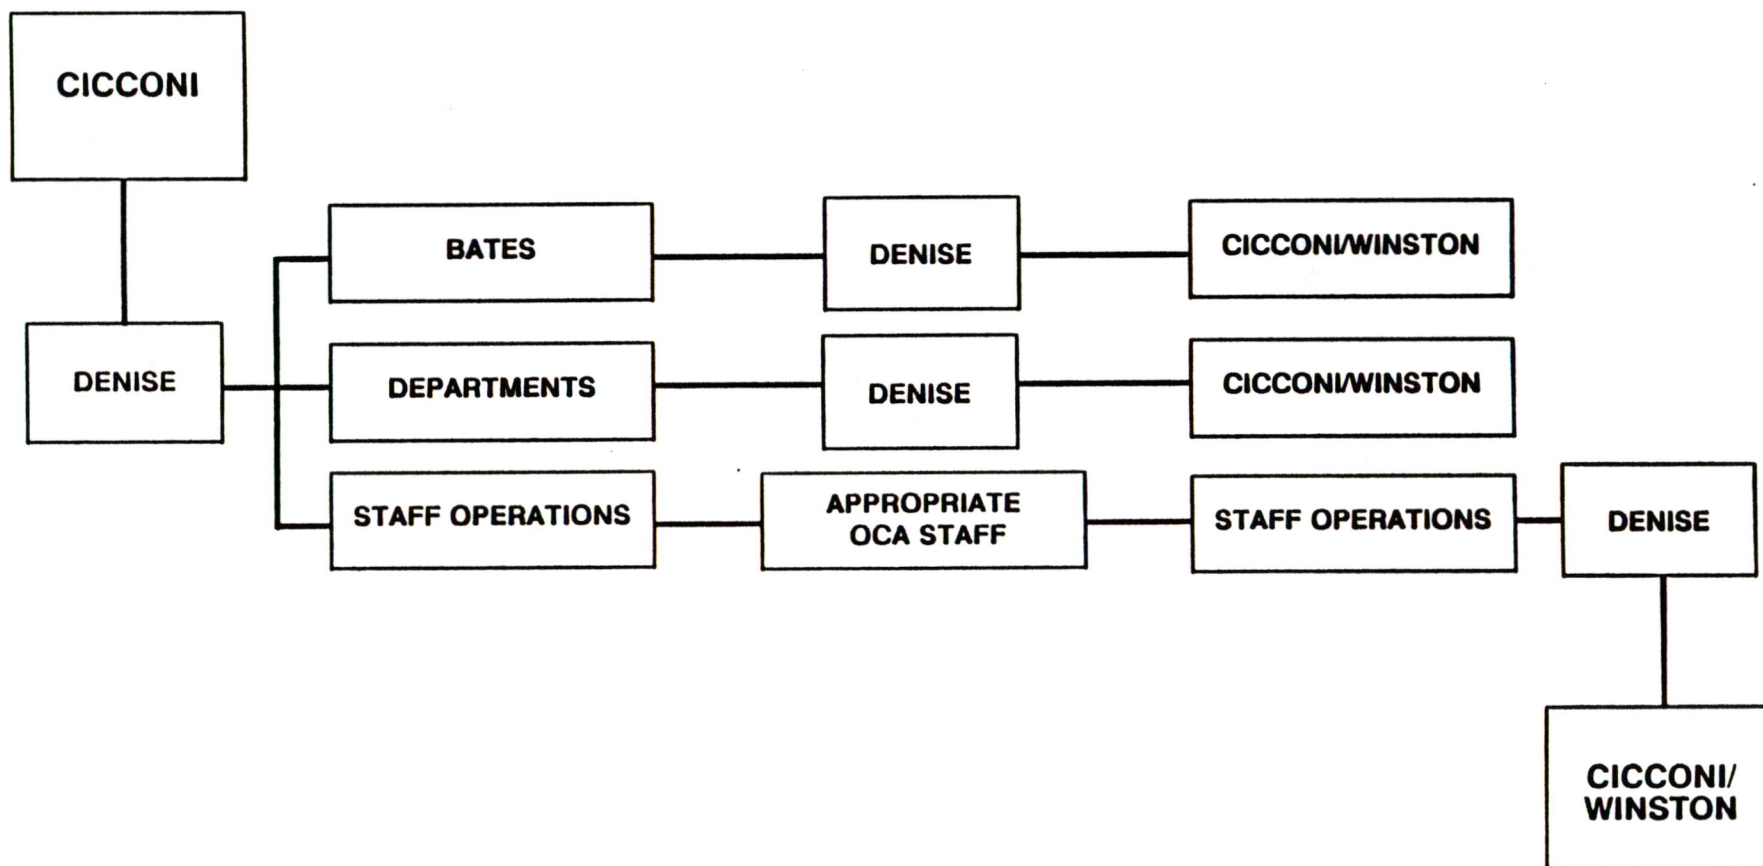 CICCONI
BATES
DENISE
CICCONI/WINSTON
DENISE
DEPARTMENTS
DENISE
CICCONI/WINSTON
STAFF OPERATIONS
APPROPRIATE
OCA STAFF
STAFF OPERATIONS
DENISE
CICCONI/
WINSTON